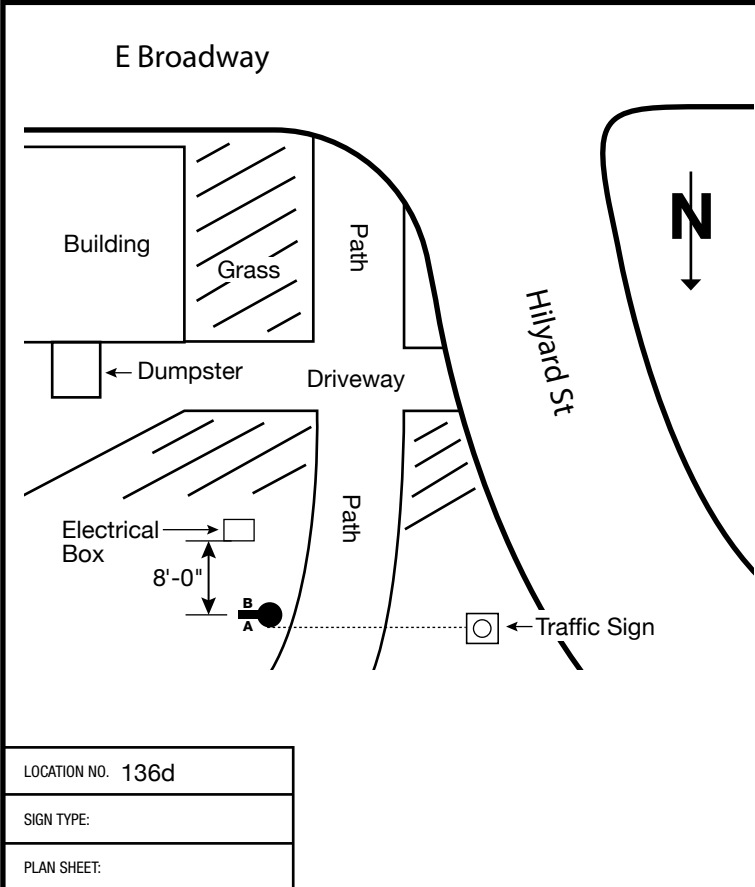 E Broadway
N
Building
Grass
Path
Hilyard St
Dumpster
Driveway
Path
Electrical
Box
8'-0"
B
A
Traffic Sign
LOCATION NO. 136d
SIGN TYPE:
PLAN SHEET: